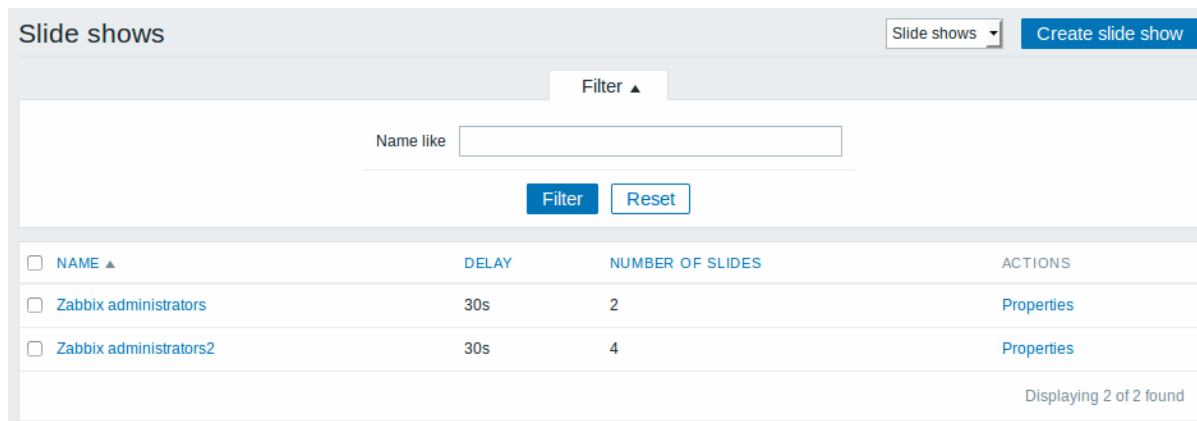 Slide shows Slide shows Create slide show
Filter
Name like
Filter Reset
NAME DELAY NUMBER OF SLIDES ACTIONS
Zabbix administrators 30s 2 Properties
Zabbix administrators2 30s 4 Properties
Displaying 2 of 2 found